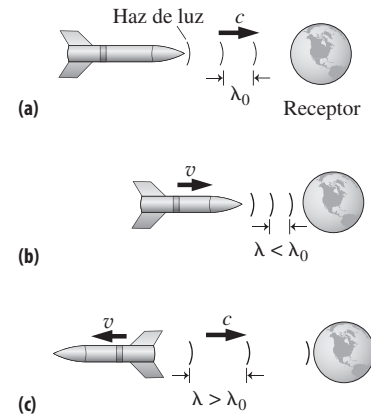 Haz de luz
c
λ₀
(a)
Receptor
v
λ < λ₀
(b)
v
c
λ > λ₀
(c)